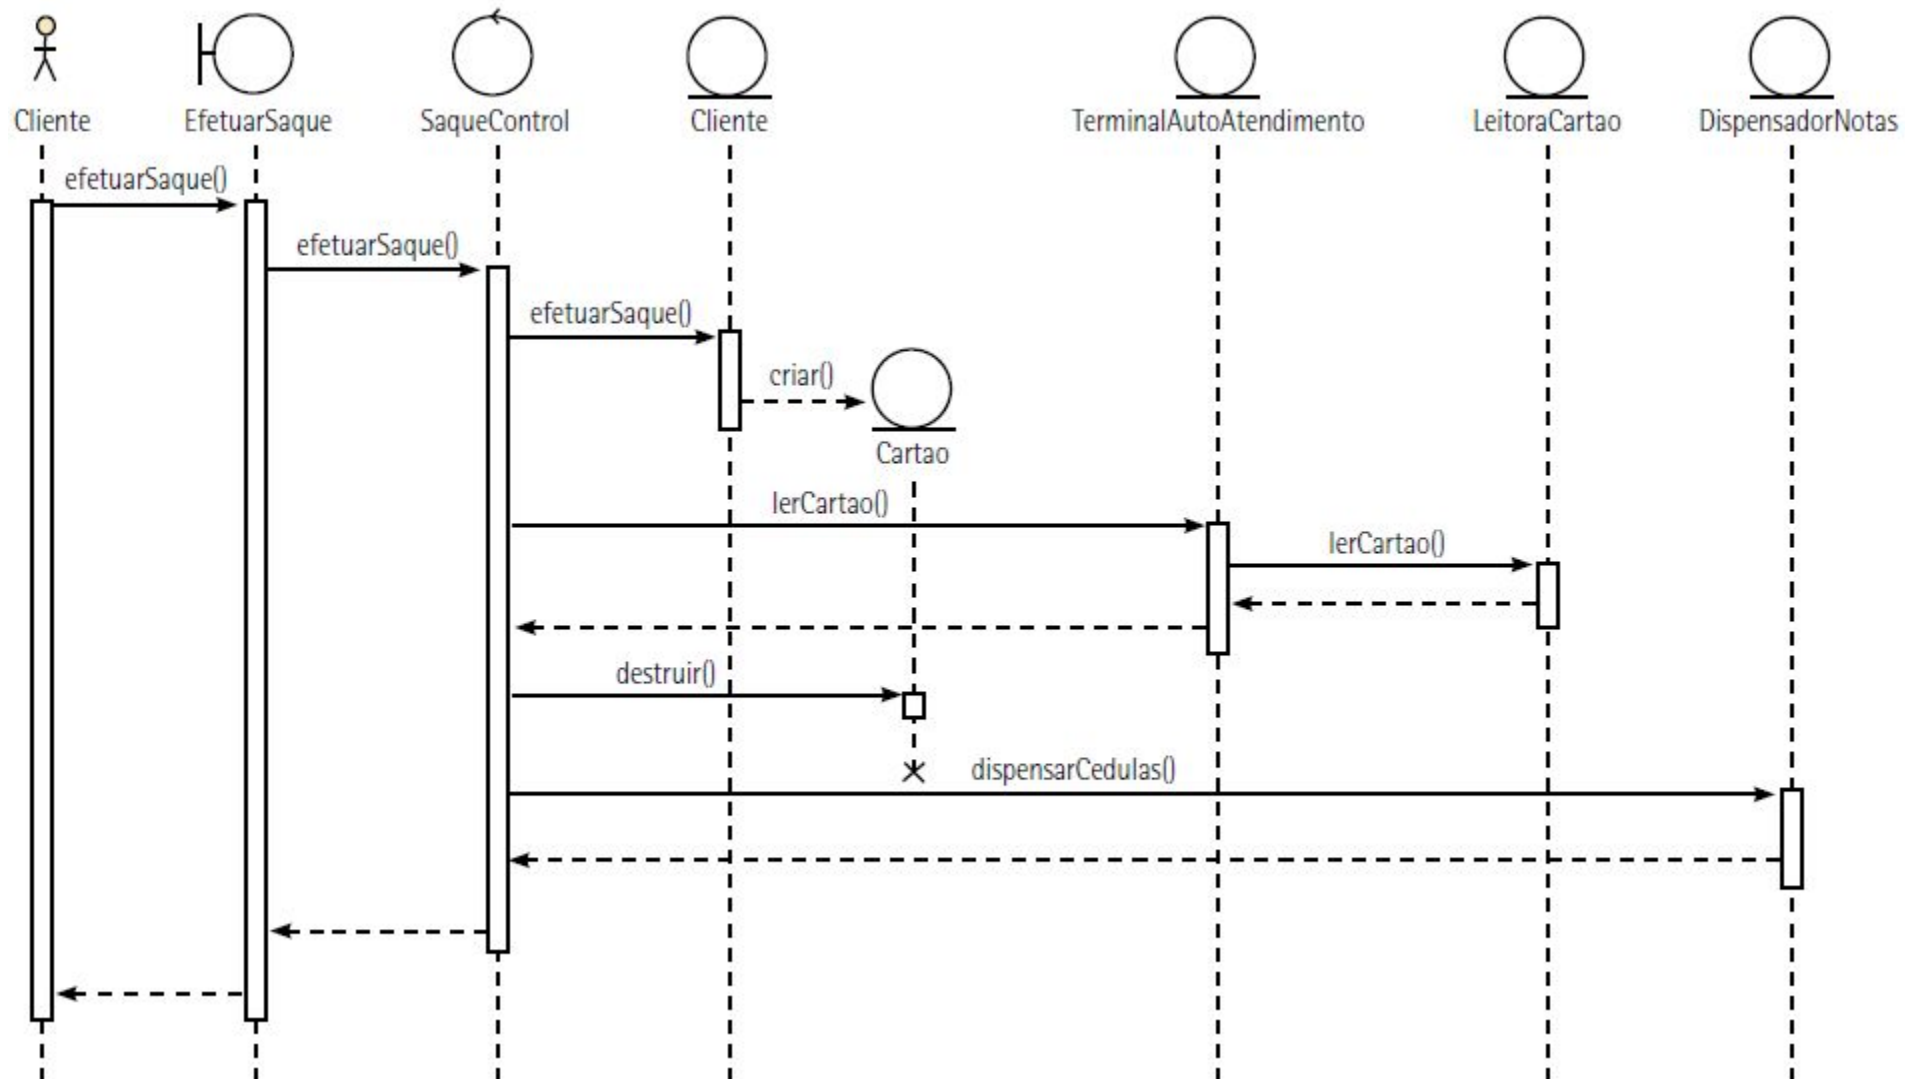 Cliente
EfetuarSaque
SaqueControl
Cliente
TerminalAutoAtendimento
LeitoraCartao
DispensadorNotas
efetuarSaque()
efetuarSaque()
efetuarSaque()
criar()
Cartao
lerCartao()
lerCartao()
destruir()
dispensarCedulas()